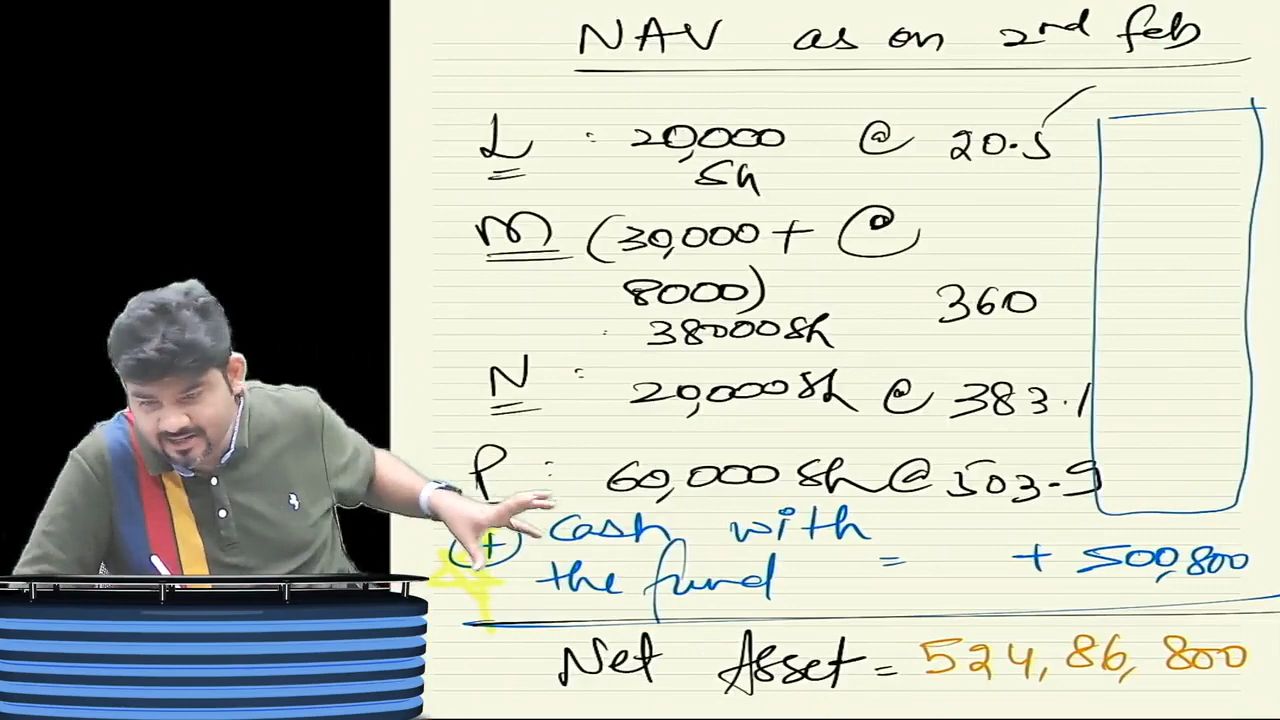 NAV as on 2nd feb
L : 20,000 @ 20.5
Sh
M (30,000 + @
8000) 360
38000 Sh
N : 20,000 Sh @ 383.1
P : 60,000 Sh @ 503.9
(+) cash with
the fund = + 500,800
Net Asset = 524,86,800